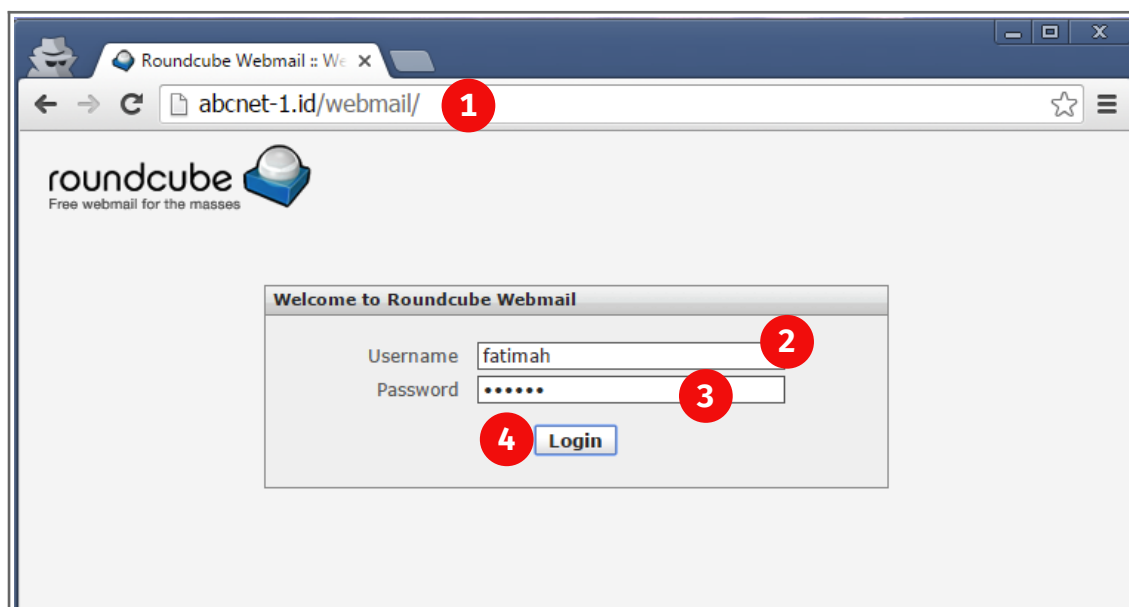 Roundcube Webmail :: We
abcnet-1.id/webmail/
1
roundcube
Free webmail for the masses
Welcome to Roundcube Webmail
Username fatimah
2
Password ••••••
3
4
Login